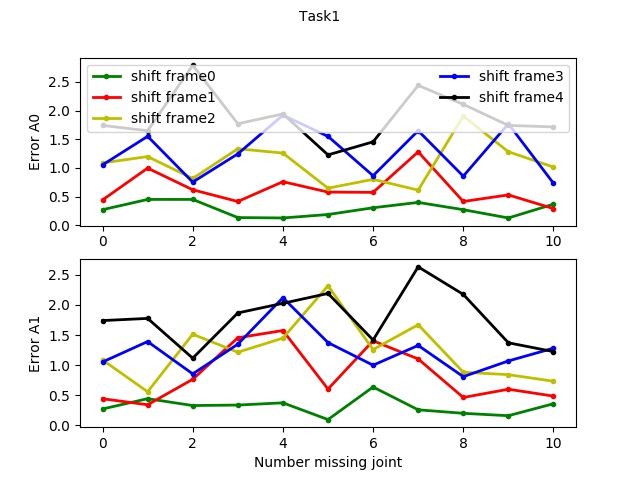 Task1
Error A0
2.5
2.0
1.5
1.0
0.5
0.0
shift frame0
shift frame1
shift frame2
shift frame3
shift frame4
0 2 4 6 8 10
Error A1
2.5
2.0
1.5
1.0
0.5
0.0
0 2 4 6 8 10
Number missing joint